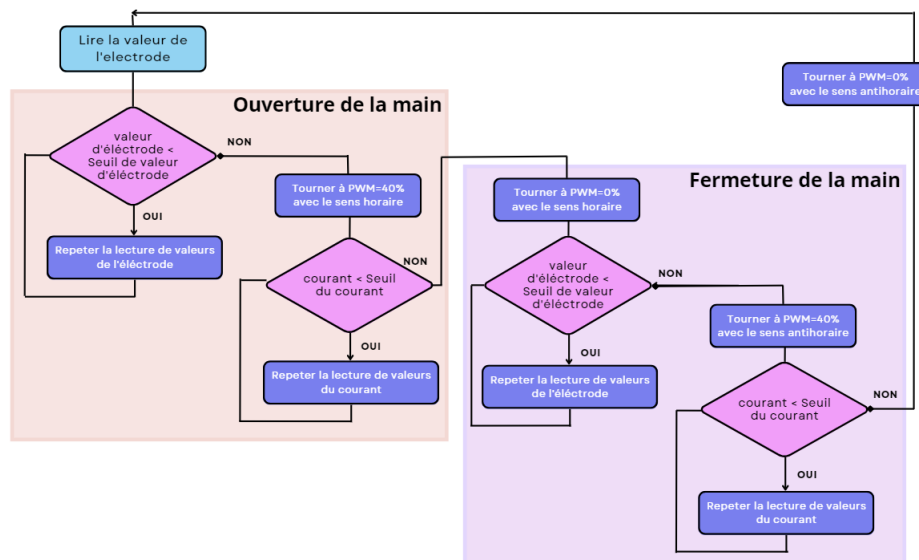 Lire la valeur de
l'electrode
Ouverture de la main
valeur
d'éléctrode <
Seuil de valeur
d'éléctrode
NON
OUI
Repeter la lecture de valeurs
de l'éléctrode
Tourner à PWM=40%
avec le sens horaire
courant < Seuil
du courant
NON
OUI
Repeter la lecture de valeurs
du courant
Fermeture de la main
Tourner à PWM=0%
avec le sens horaire
valeur
d'éléctrode <
Seuil de valeur
d'éléctrode
NON
OUI
Repeter la lecture de valeurs
de l'éléctrode
Tourner à PWM=40%
avec le sens antihoraire
courant < Seuil
du courant
NON
OUI
Repeter la lecture de valeurs
du courant
Tourner à PWM=0%
avec le sens antihoraire